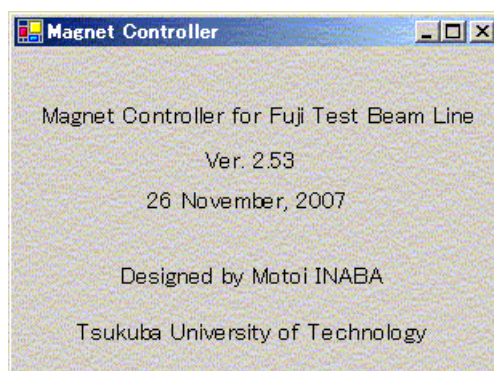 Magnet Controller
Magnet Controller for Fuji Test Beam Line
Ver. 2.53
26 November, 2007
Designed by Motoi INABA
Tsukuba University of Technology